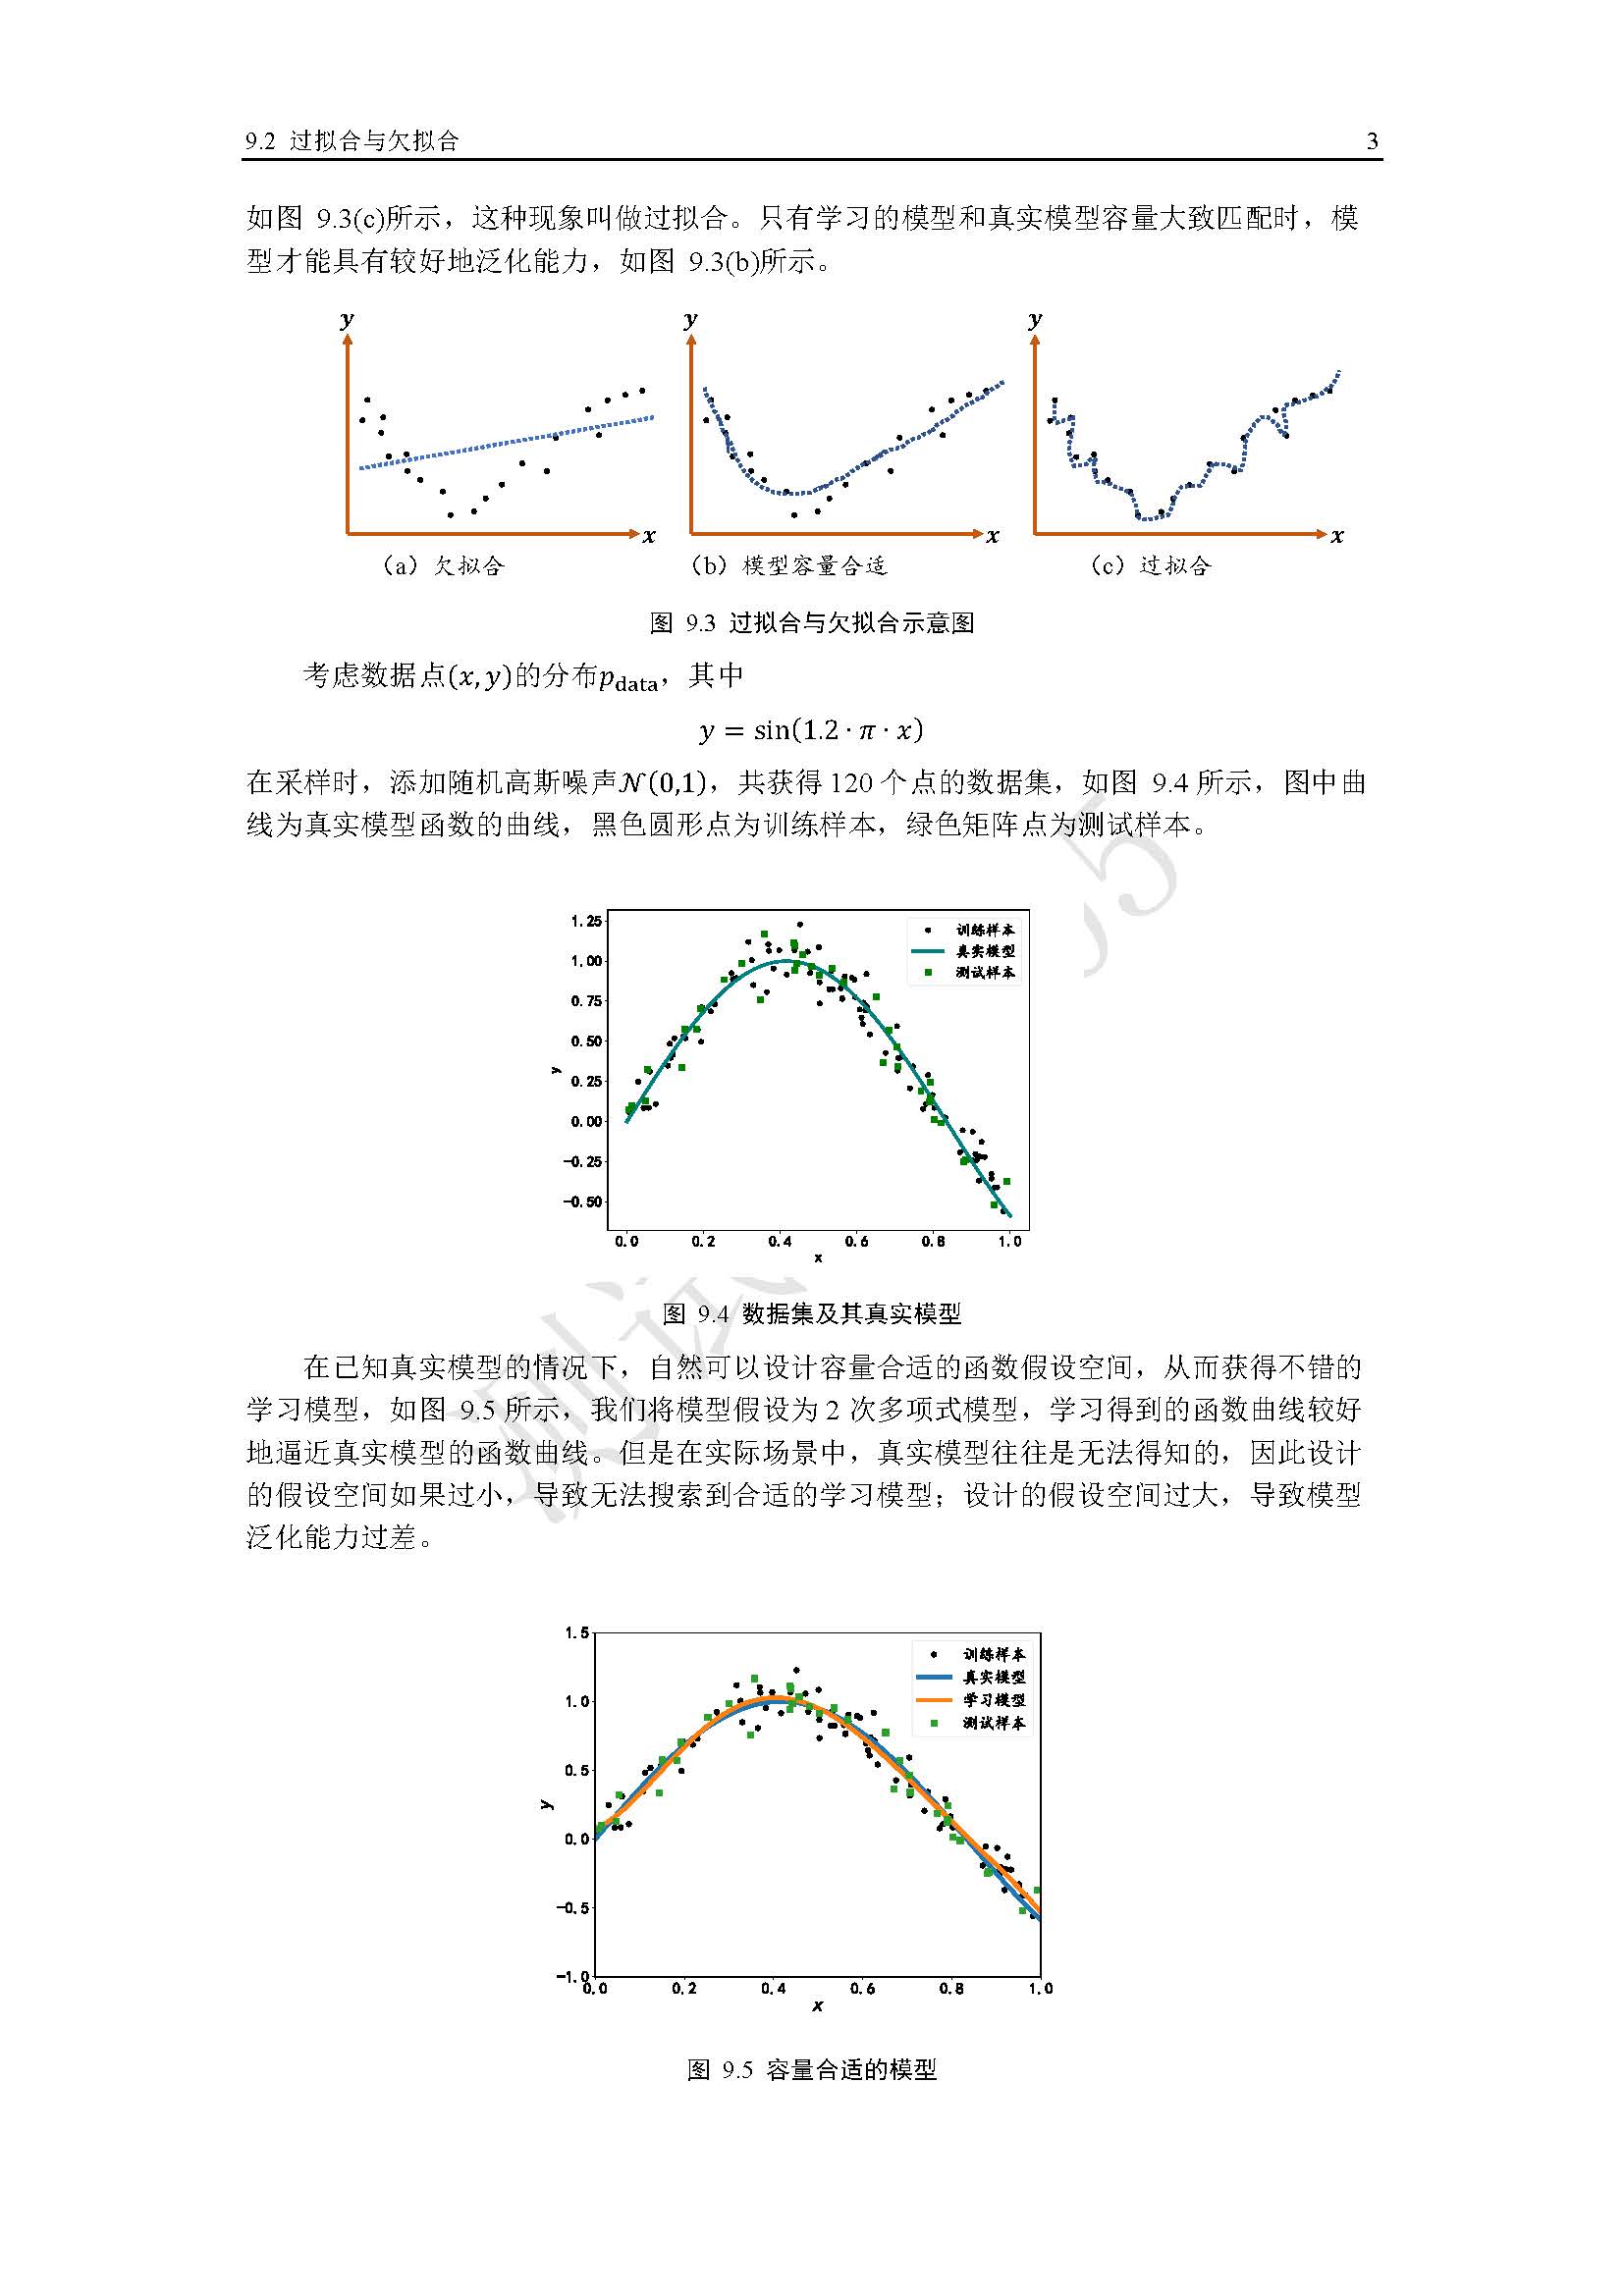 9.2 过拟合与欠拟合 3
如图 9.3(c)所示，这种现象叫做过拟合。只有学习的模型和真实模型容量大致匹配时，模
型才能具有较好地泛化能力，如图 9.3(b)所示。
y
x
（a）欠拟合
y
x
（b）模型容量合适
y
x
（c）过拟合
图 9.3 过拟合与欠拟合示意图
考虑数据点(x, y)的分布p_data，其中
y = sin(1.2 · π · x)
在采样时，添加随机高斯噪声𝒩(0,1)，共获得 120 个点的数据集，如图 9.4 所示，图中曲
线为真实模型函数的曲线，黑色圆形点为训练样本，绿色矩阵点为测试样本。
1.25
1.00
0.75
0.50
0.25
0.00
−0.25
−0.50
y
训练样本
真实模型
测试样本
0.0 0.2 0.4 0.6 0.8 1.0
x
图 9.4 数据集及其真实模型
在已知真实模型的情况下，自然可以设计容量合适的函数假设空间，从而获得不错的
学习模型，如图 9.5 所示，我们将模型假设为 2 次多项式模型，学习得到的函数曲线较好
地逼近真实模型的函数曲线。但是在实际场景中，真实模型往往是无法得知的，因此设计
的假设空间如果过小，导致无法搜索到合适的学习模型；设计的假设空间过大，导致模型
泛化能力过差。
1.5
1.0
0.5
0.0
−0.5
−1.0
y
训练样本
真实模型
学习模型
测试样本
0.0 0.2 0.4 0.6 0.8 1.0
x
图 9.5 容量合适的模型